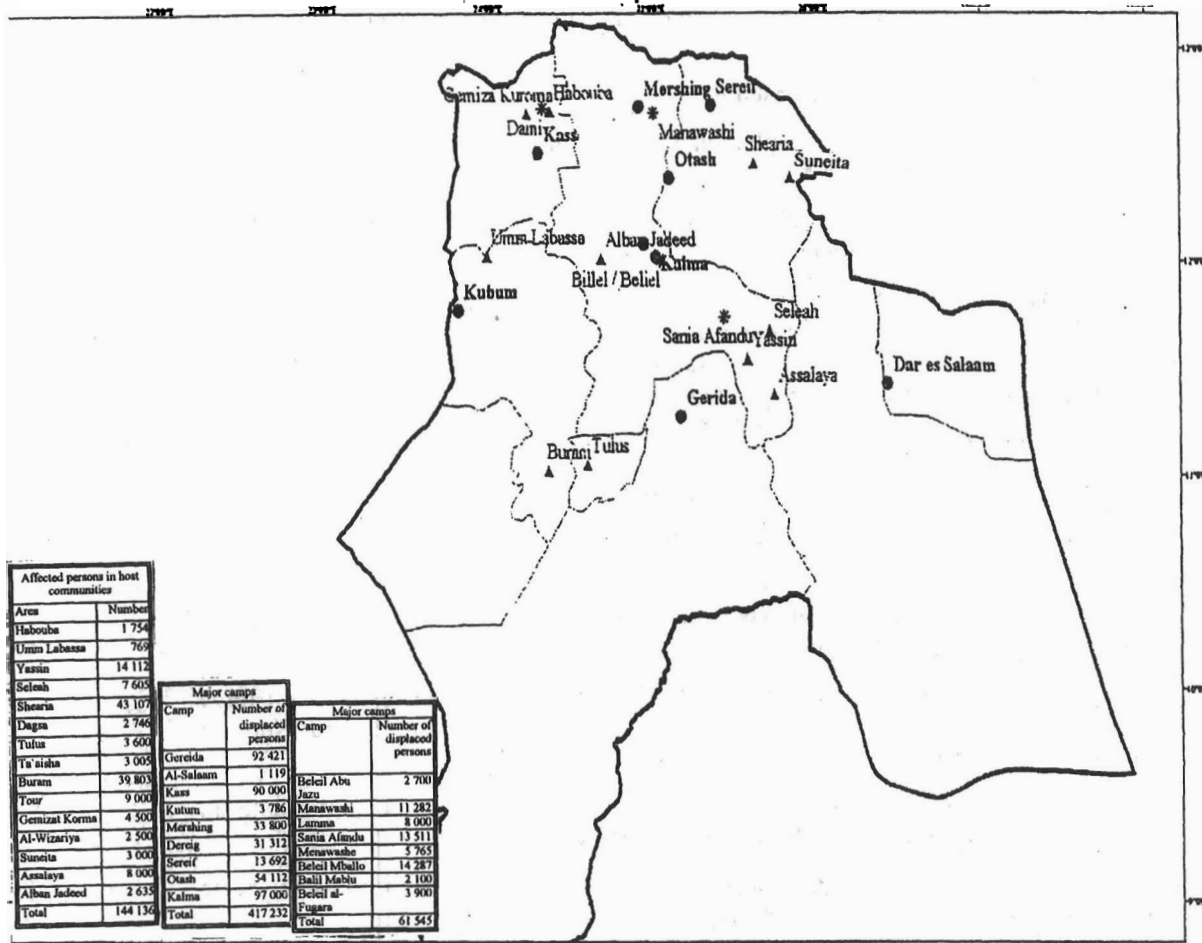 Gemiza Kuroma
Habouba
Mershing
Sereif
Kass
Manawashi
Otash
Shearia
Suneita
Umm Labassa
Alban Jadeed
Kalma
Billel / Beliel
Kubum
Seleah
Sania Afandu
Yassin
Assalaya
Dar es Salaam
Gerida
Tulus
Affected persons in host
communities
Area Number
Habouba 1 754
Umm Labassa 769
Yassin 14 112
Seleah 7 605
Shearia 43 107
Dagsa 2 746
Tulus 3 600
Ta'aisha 3 005
Buram 39 803
Tour 9 000
Gemizat Korma 4 500
Al-Wizariya 2 500
Suneita 3 000
Assalaya 8 000
Alban Jadeed 2 635
Total 144 136
Major camps
Camp Number of
displaced
persons
Gereida 92 421
Al-Salaam 1 119
Kass 90 000
Kutum 3 786
Mershing 33 800
Dereig 31 312
Sereif 13 692
Otash 54 112
Kalma 97 000
Total 417 232
Major camps
Camp Number of
displaced
persons
Beleil Abu 2 700
Jazu
Manawashi 11 282
Lamma 8 000
Sania Afandu 13 511
Menawashe 5 765
Beleil Mballo 14 287
Balil Mablu 2 100
Beleil al- 3 900
Fugara
Total 61 545